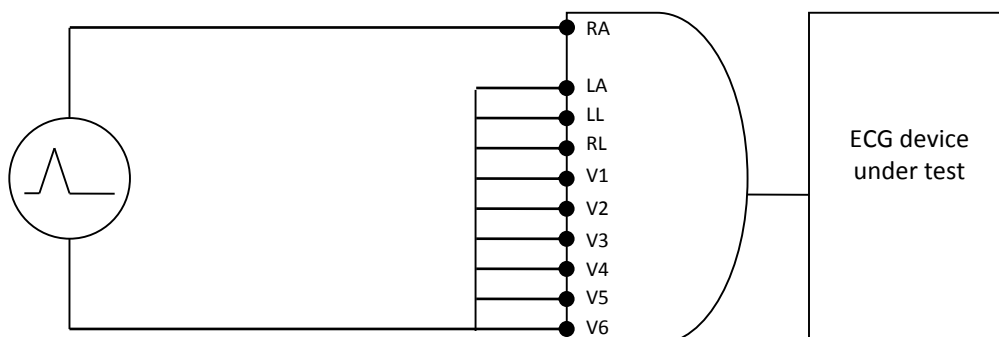 RA
LA
LL
RL
V1
V2
V3
V4
V5
V6
ECG device
under test